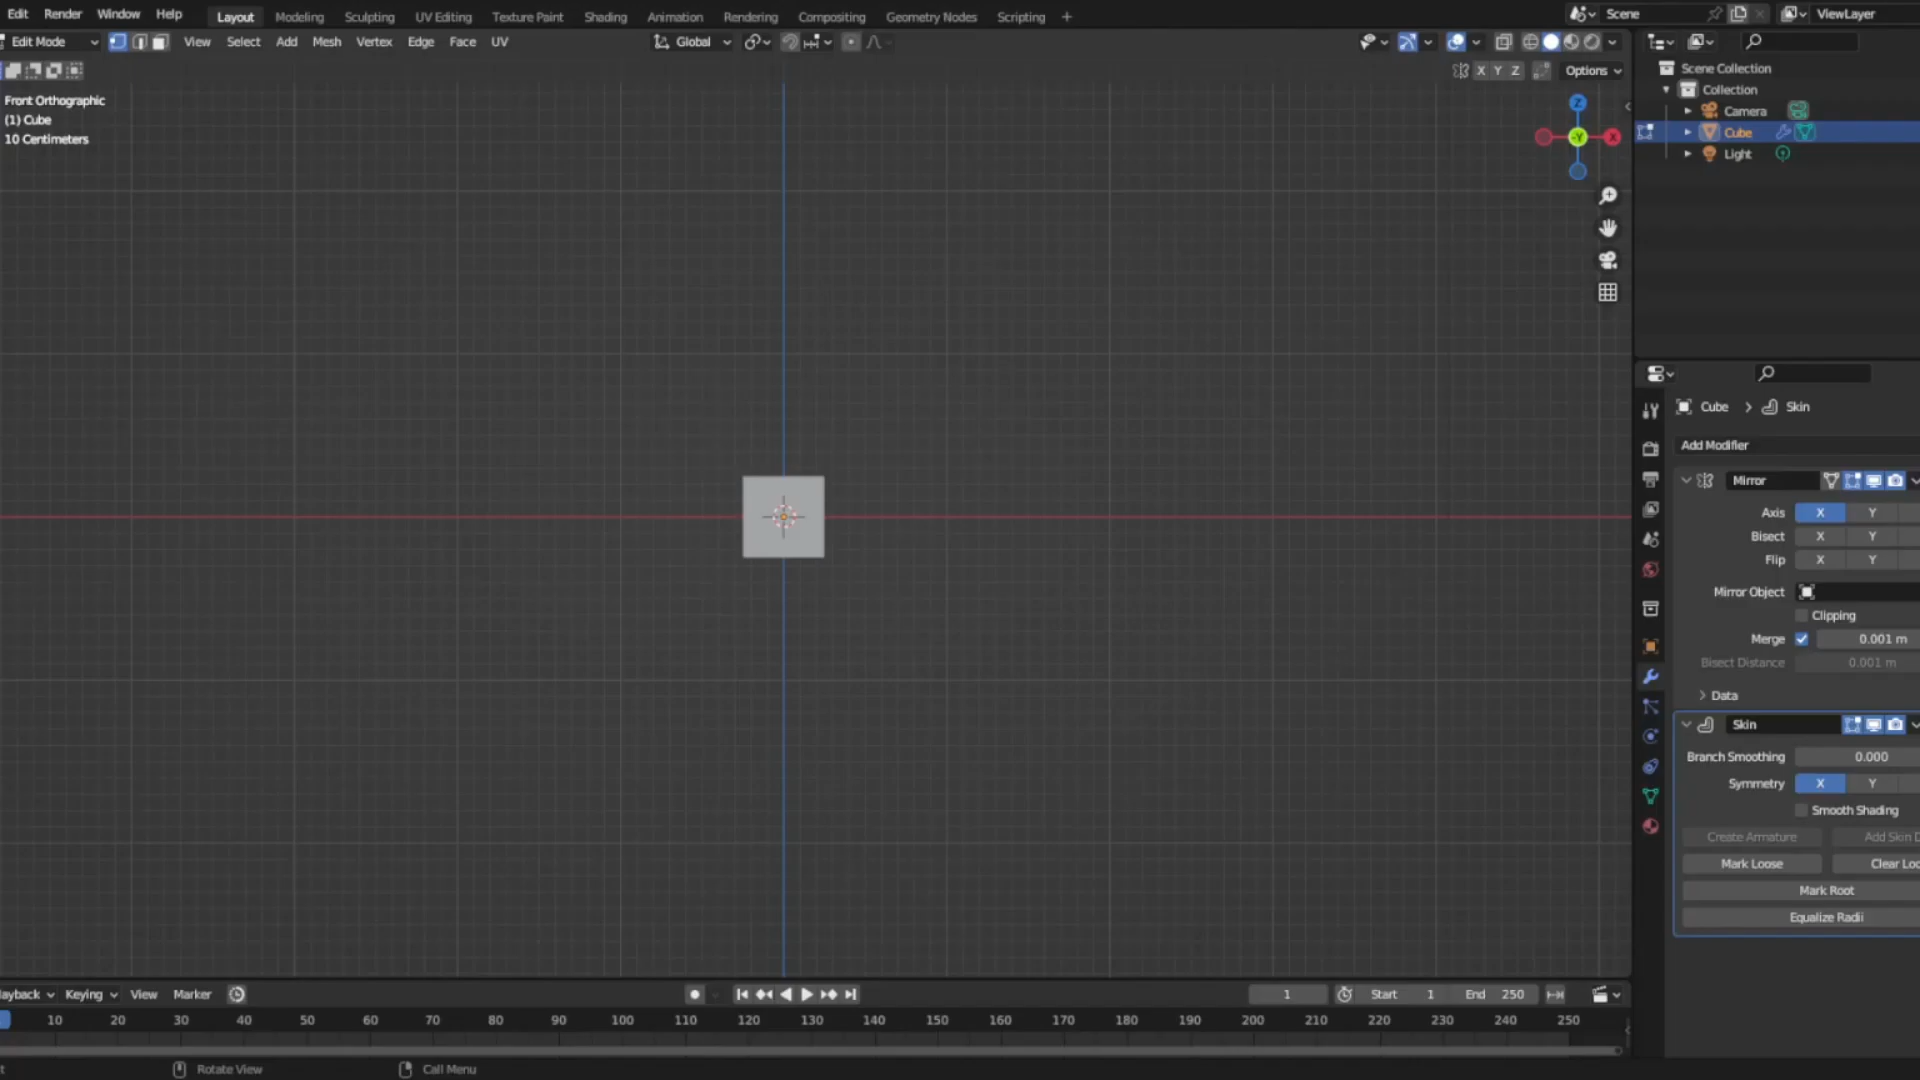 Edit Render Window Help Layout Modeling Sculpting UV Editing Texture Paint Shading Animation Rendering Compositing Geometry Nodes Scripting + Scene ViewLayer
Edit Mode View Select Add Mesh Vertex Edge Face UV Global
X Y Z Options
Front Orthographic
(1) Cube
10 Centimeters
Z
Y
X
Scene Collection
Collection
Camera
Cube
Light
Cube > Skin
Add Modifier
Mirror
Axis X Y
Bisect X Y
Flip X Y
Mirror Object
Clipping
Merge 0.001 m
Bisect Distance 0.001 m
Data
Skin
Branch Smoothing 0.000
Symmetry X Y
Smooth Shading
Create Armature Add Skin D
Mark Loose Clear Loo
Mark Root
Equalize Radii
layback Keying View Marker 1 Start 1 End 250
10 20 30 40 50 60 70 80 90 100 110 120 130 140 150 160 170 180 190 200 210 220 230 240 250
t Rotate View Call Menu